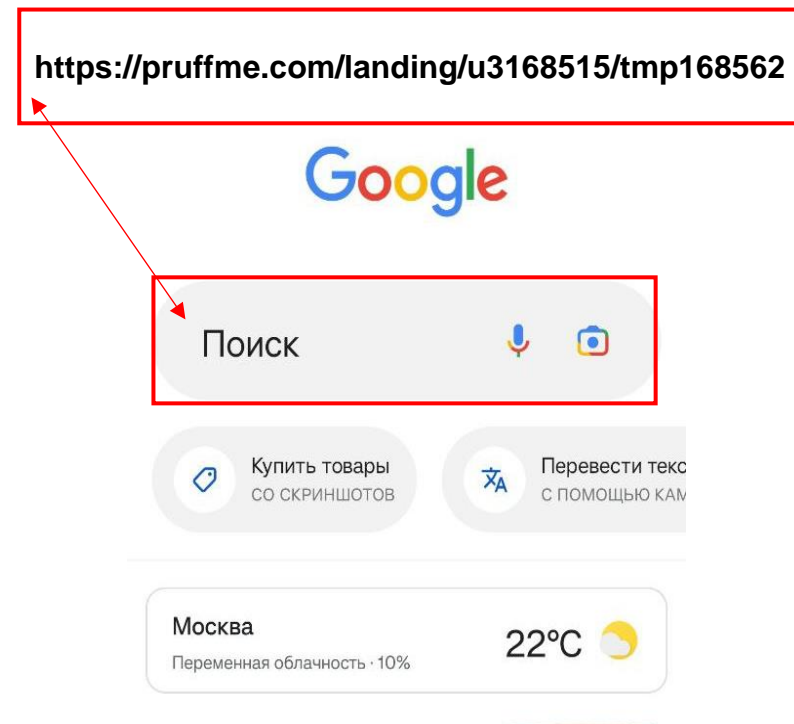 https://pruffme.com/landing/u3168515/tmp168562
Google
Поиск
Купить товары
СО СКРИНШОТОВ
Перевести текс
С ПОМОЩЬЮ КАМ
Москва
Переменная облачность · 10%
22°C